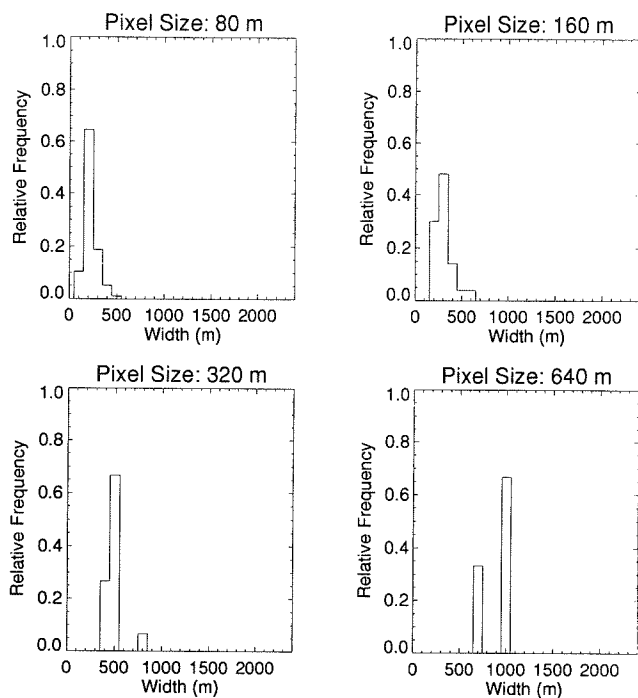 Pixel Size: 80 m
1.0
0.8
0.6
0.4
0.2
0.0
Relative Frequency
0 500 1000 1500 2000
Width (m)
Pixel Size: 160 m
1.0
0.8
0.6
0.4
0.2
0.0
Relative Frequency
0 500 1000 1500 2000
Width (m)
Pixel Size: 320 m
1.0
0.8
0.6
0.4
0.2
0.0
Relative Frequency
0 500 1000 1500 2000
Width (m)
Pixel Size: 640 m
1.0
0.8
0.6
0.4
0.2
0.0
Relative Frequency
0 500 1000 1500 2000
Width (m)